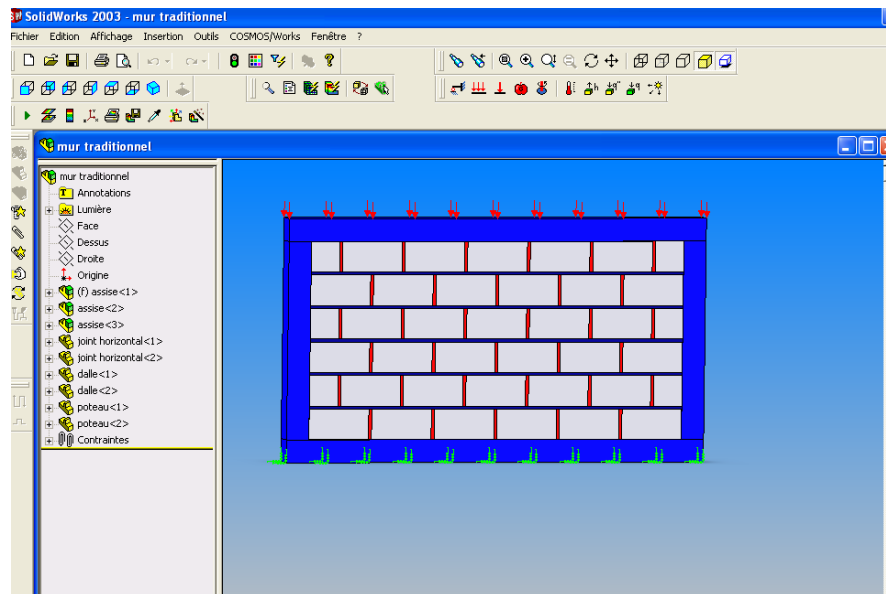 SolidWorks 2003 - mur traditionnel
Fichier Edition Affichage Insertion Outils COSMOS/Works Fenêtre ?
mur traditionnel
mur traditionnel
Annotations
Lumière
Face
Dessus
Droite
Origine
(f) assise<1>
assise<2>
assise<3>
joint horizontal<1>
joint horizontal<2>
dalle<1>
dalle<2>
poteau<1>
poteau<2>
Contraintes